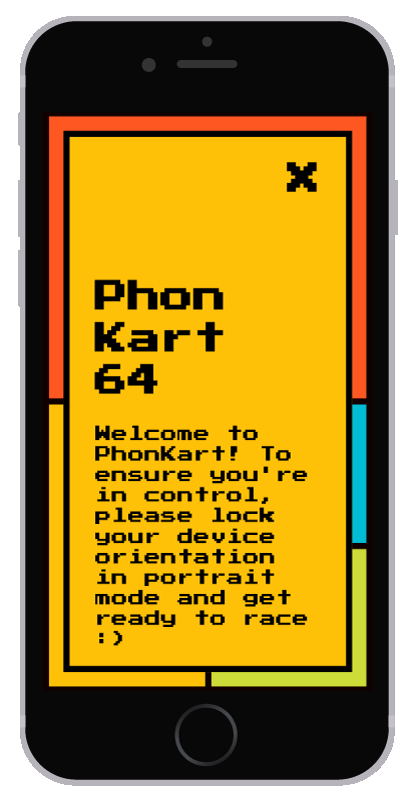 Phon
Kart
64
Welcome to
PhonKart! To
ensure you're
in control,
please lock
your device
orientation
in portrait
mode and get
ready to race
:)